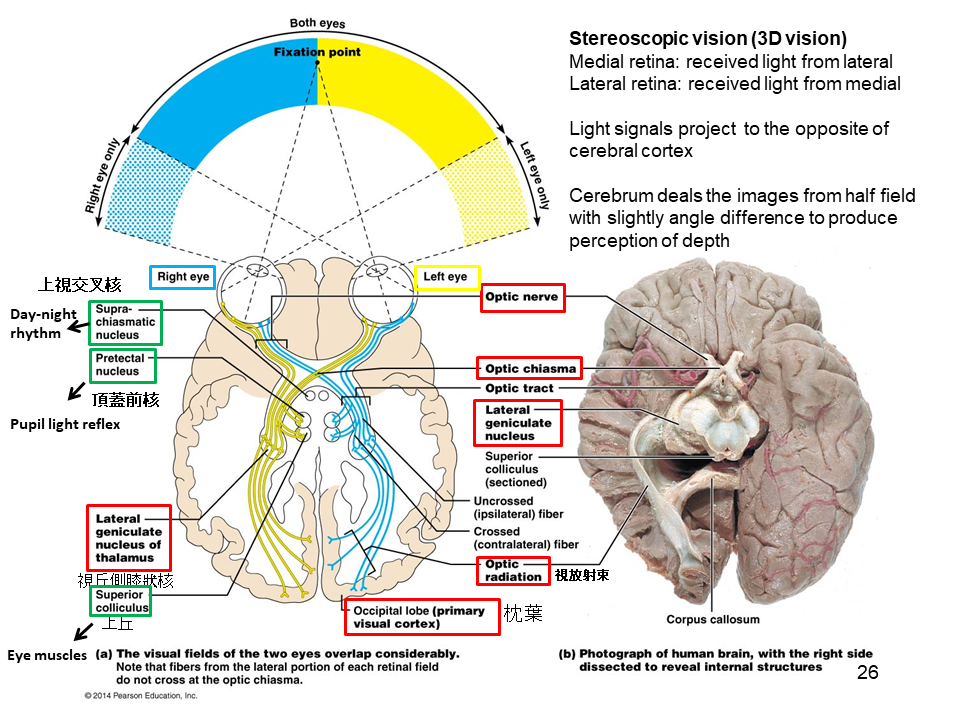 Both eyes
Fixation point
Right eye only
Left eye only
Stereoscopic vision (3D vision)
Medial retina: received light from lateral
Lateral retina: received light from medial
Light signals project to the opposite of
cerebral cortex
Cerebrum deals the images from half field
with slightly angle difference to produce
perception of depth
Right eye
Left eye
上視交叉核
Day-night
rhythm
Supra-
chiasmatic
nucleus
Pretectal
nucleus
頂蓋前核
Pupil light reflex
Lateral
geniculate
nucleus of
thalamus
視丘側膝狀核
Superior
colliculus
上丘
Eye muscles
Optic nerve
Optic chiasma
Optic tract
Lateral
geniculate
nucleus
Superior
colliculus
(sectioned)
Uncrossed
(ipsilateral) fiber
Crossed
(contralateral) fiber
Optic
radiation
視放射束
Occipital lobe (primary
visual cortex)
枕葉
Corpus callosum
(a) The visual fields of the two eyes overlap considerably.
Note that fibers from the lateral portion of each retinal field
do not cross at the optic chiasma.
(b) Photograph of human brain, with the right side
dissected to reveal internal structures
26
© 2014 Pearson Education, Inc.